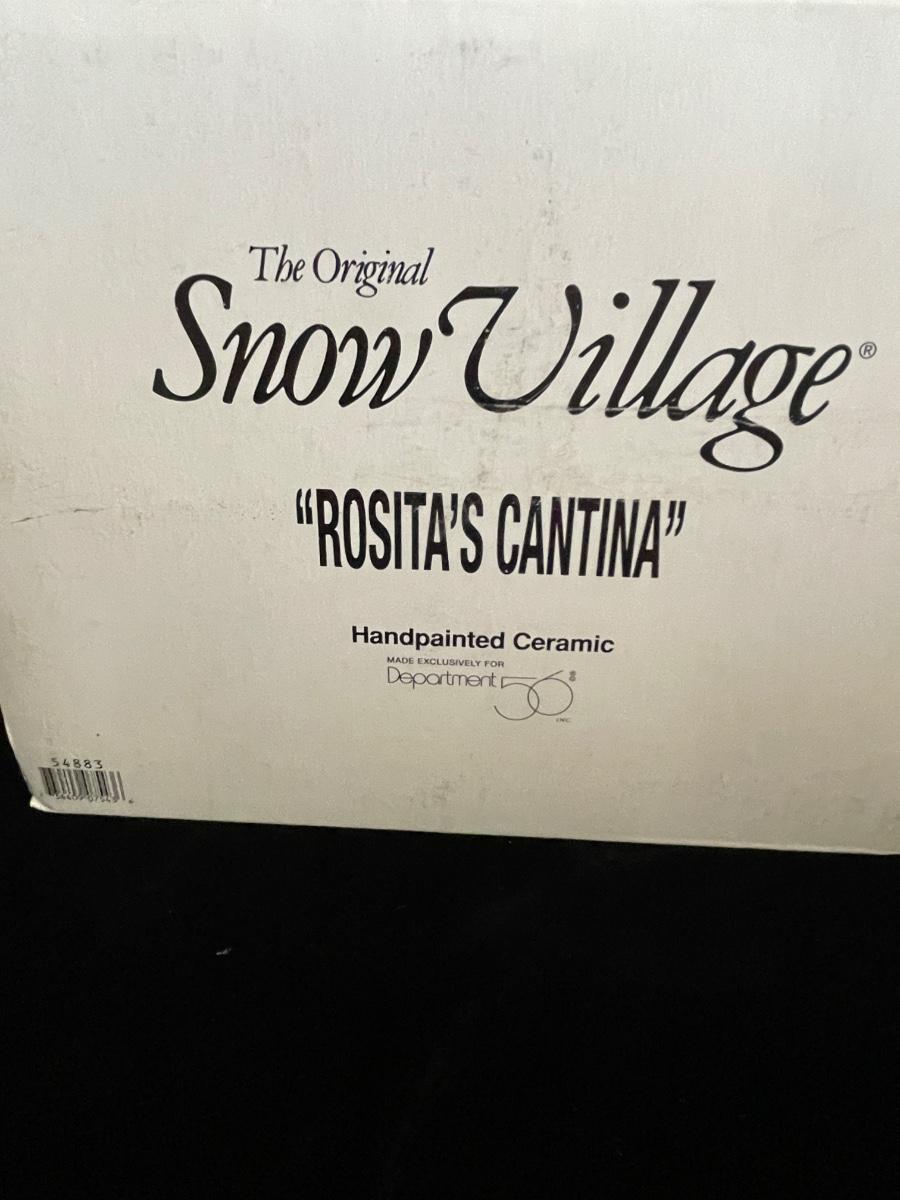 The Original
Snow Village®
“ROSITA’S CANTINA”
Handpainted Ceramic
MADE EXCLUSIVELY FOR
Department 56®
INC.
54883